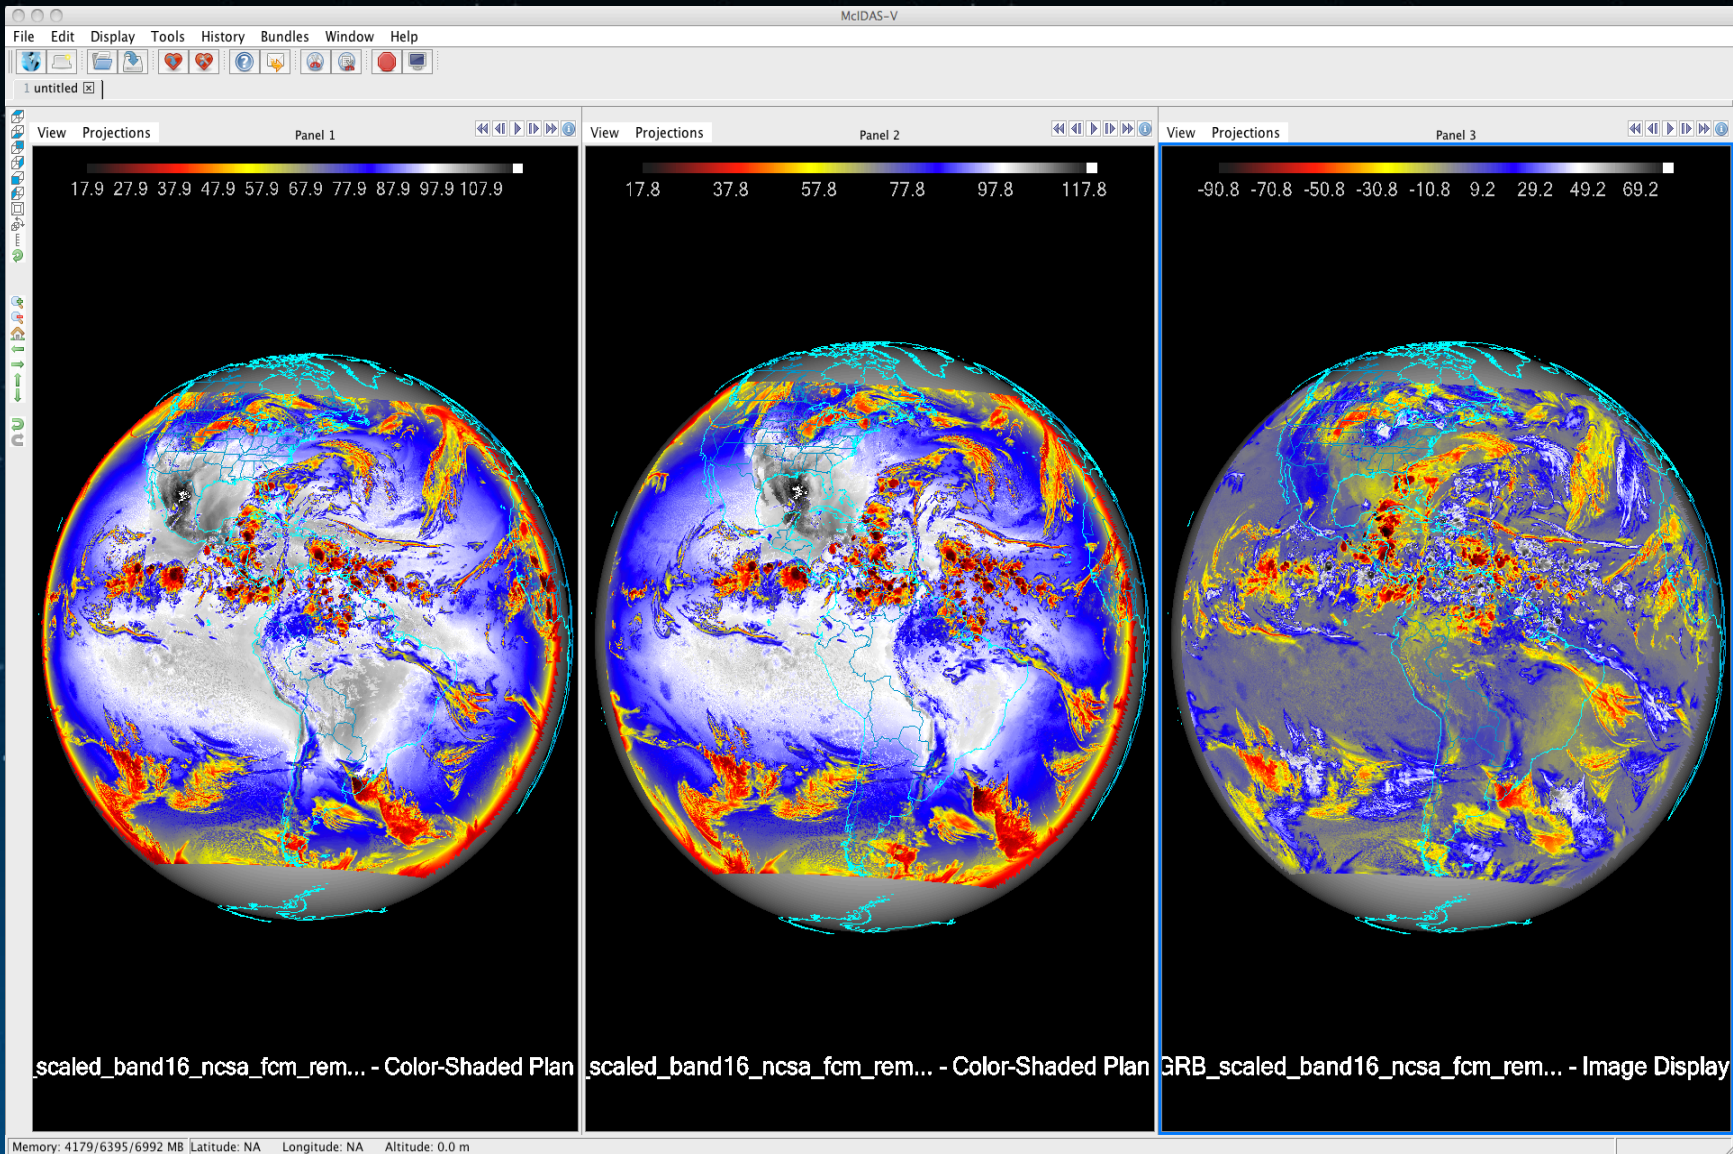 McIDAS-V
File Edit Display Tools History Bundles Window Help
1 untitled
View Projections Panel 1
17.9 27.9 37.9 47.9 57.9 67.9 77.9 87.9 97.9 107.9
_scaled_band16_ncsa_fcm_rem... - Color-Shaded Plan
View Projections Panel 2
17.8 37.8 57.8 77.8 97.8 117.8
_scaled_band16_ncsa_fcm_rem... - Color-Shaded Plan
View Projections Panel 3
-90.8 -70.8 -50.8 -30.8 -10.8 9.2 29.2 49.2 69.2
GRB_scaled_band16_ncsa_fcm_rem... - Image Display
Memory: 4179/6395/6992 MB Latitude: NA Longitude: NA Altitude: 0.0 m